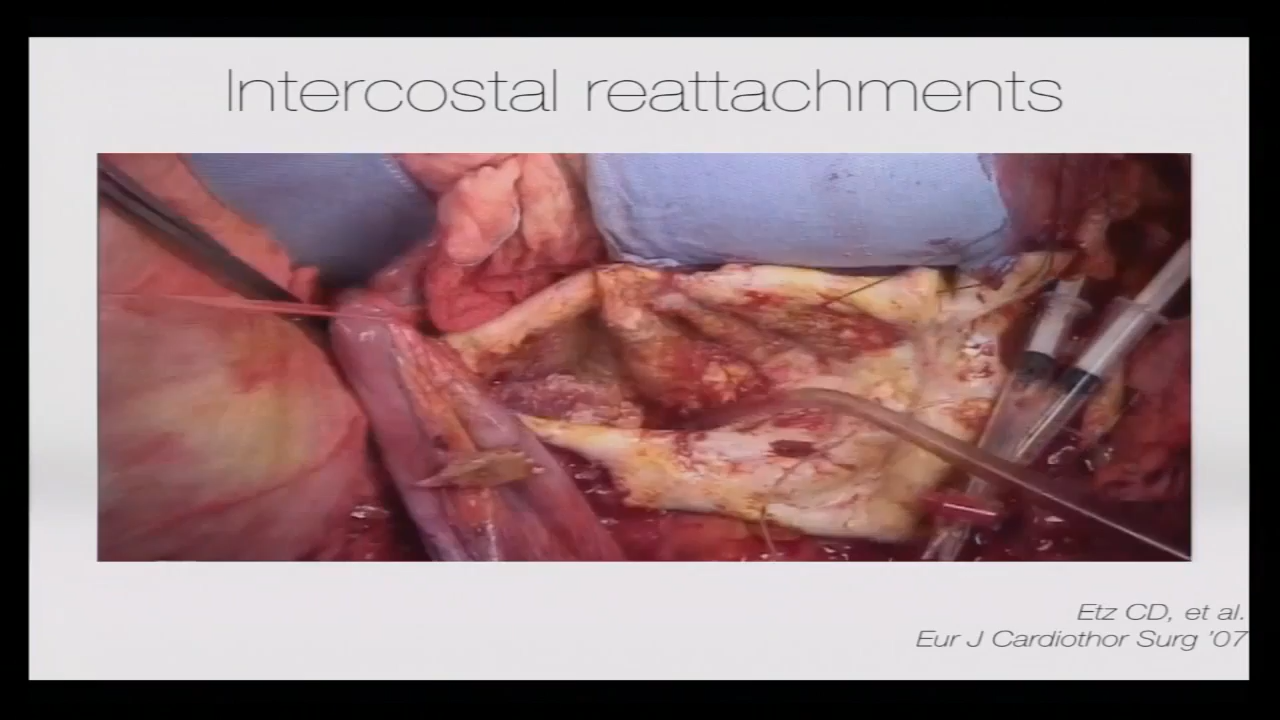 Intercostal reattachments
Etz CD, et al.
Eur J Cardiothor Surg '07